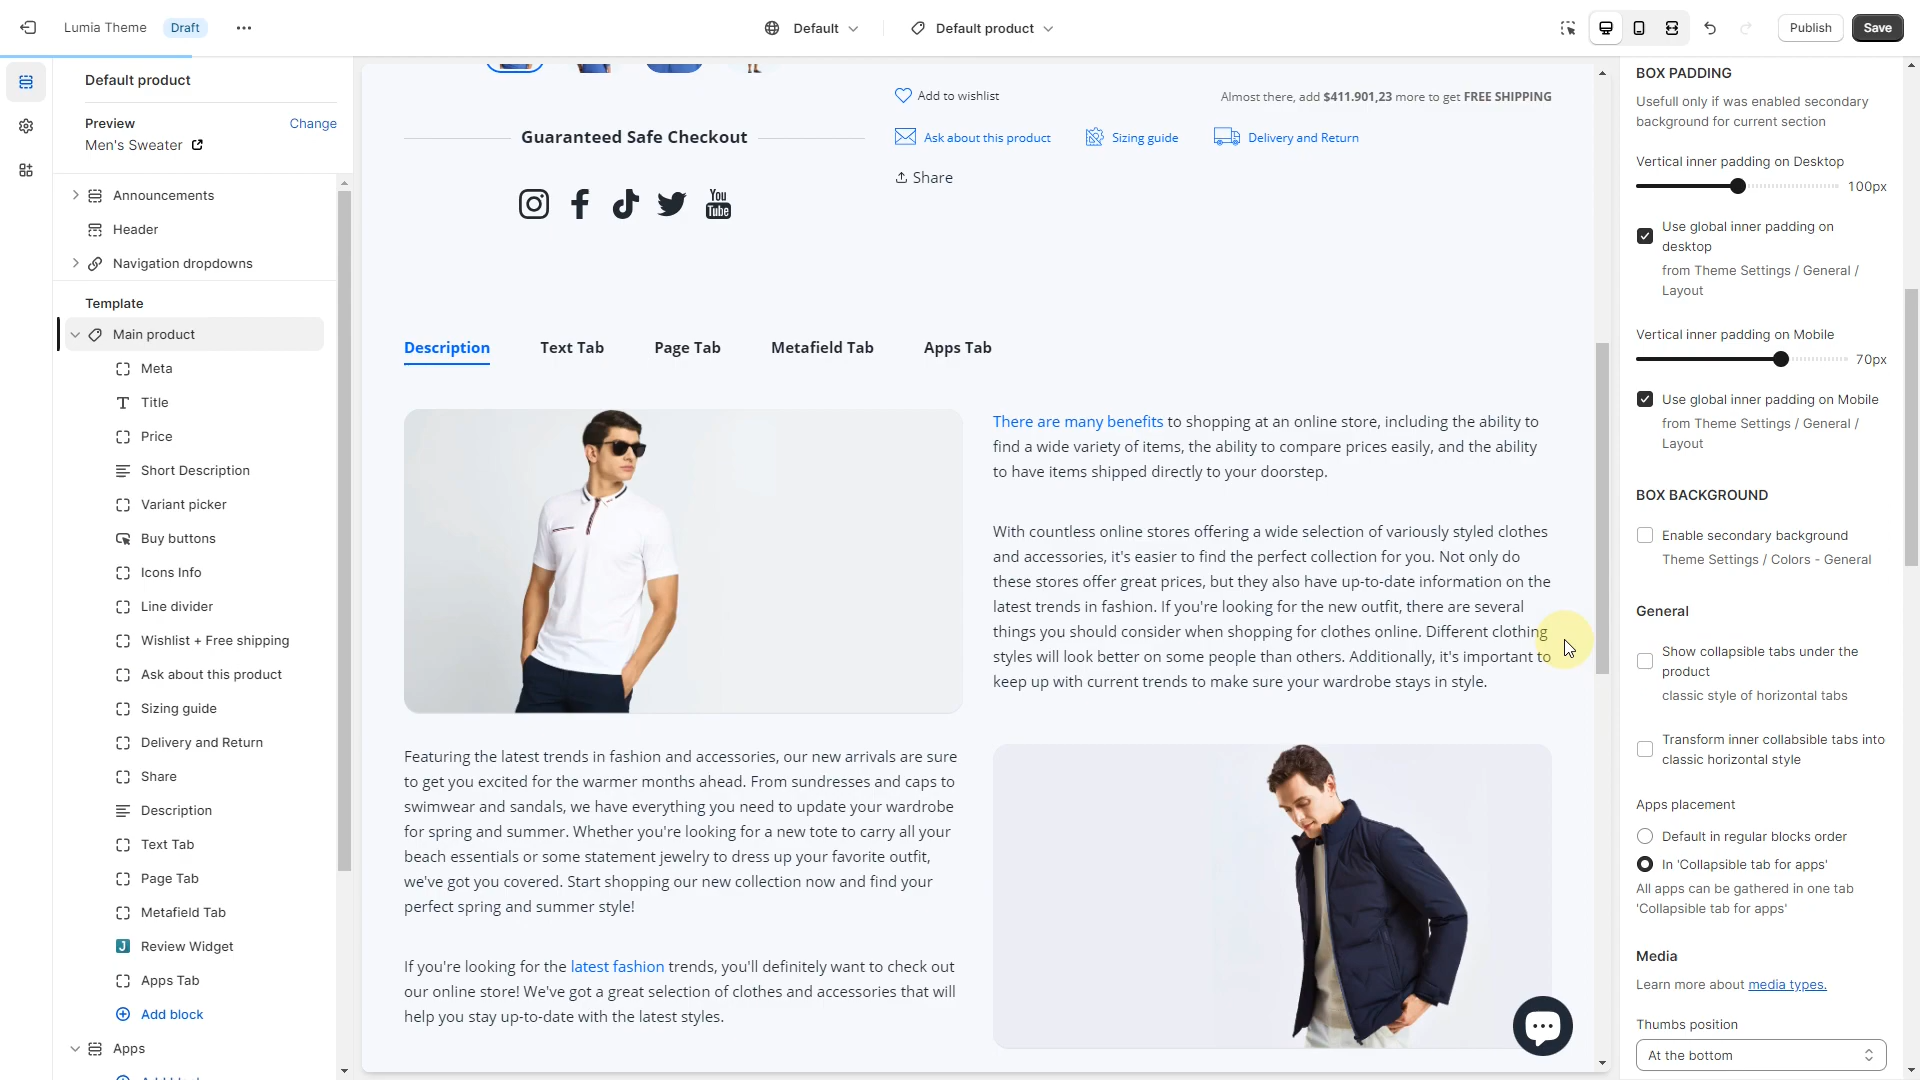 Lumia Theme
Draft
Default
Default product
Publish
Save
Default product
Preview
Change
Men's Sweater
Announcements
Header
Navigation dropdowns
Template
Main product
Meta
Title
Price
Short Description
Variant picker
Buy buttons
Icons Info
Line divider
Wishlist + Free shipping
Ask about this product
Sizing guide
Delivery and Return
Share
Description
Text Tab
Page Tab
Metafield Tab
J Review Widget
Apps Tab
Add block
Apps
Guaranteed Safe Checkout
You
Tube
Add to wishlist
Almost there, add $411.901,23 more to get FREE SHIPPING
Ask about this product
Sizing guide
Delivery and Return
Share
Description
Text Tab
Page Tab
Metafield Tab
Apps Tab
There are many benefits to shopping at an online store, including the ability to
find a wide variety of items, the ability to compare prices easily, and the ability
to have items shipped directly to your doorstep.
With countless online stores offering a wide selection of variously styled clothes
and accessories, it's easier to find the perfect collection for you. Not only do
these stores offer great prices, but they also have up-to-date information on the
latest trends in fashion. If you're looking for the new outfit, there are several
things you should consider when shopping for clothes online. Different clothing
styles will look better on some people than others. Additionally, it's important to
keep up with current trends to make sure your wardrobe stays in style.
Featuring the latest trends in fashion and accessories, our new arrivals are sure
to get you excited for the warmer months ahead. From sundresses and caps to
swimwear and sandals, we have everything you need to update your wardrobe
for spring and summer. Whether you're looking for a new tote to carry all your
beach essentials or some statement jewelry to dress up your favorite outfit,
we've got you covered. Start shopping our new collection now and find your
perfect spring and summer style!
If you're looking for the latest fashion trends, you'll definitely want to check out
our online store! We've got a great selection of clothes and accessories that will
help you stay up-to-date with the latest styles.
BOX PADDING
Usefull only if was enabled secondary
background for current section
Vertical inner padding on Desktop
100px
Use global inner padding on
desktop
from Theme Settings / General /
Layout
Vertical inner padding on Mobile
70px
Use global inner padding on Mobile
from Theme Settings / General /
Layout
BOX BACKGROUND
Enable secondary background
Theme Settings / Colors - General
General
Show collapsible tabs under the
product
classic style of horizontal tabs
Transform inner collabsible tabs into
classic horizontal style
Apps placement
Default in regular blocks order
In 'Collapsible tab for apps'
All apps can be gathered in one tab
'Collapsible tab for apps'
Media
Learn more about media types.
Thumbs position
At the bottom